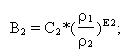 B₂ = C₂*(ρ₁/ρ₂)^E2;